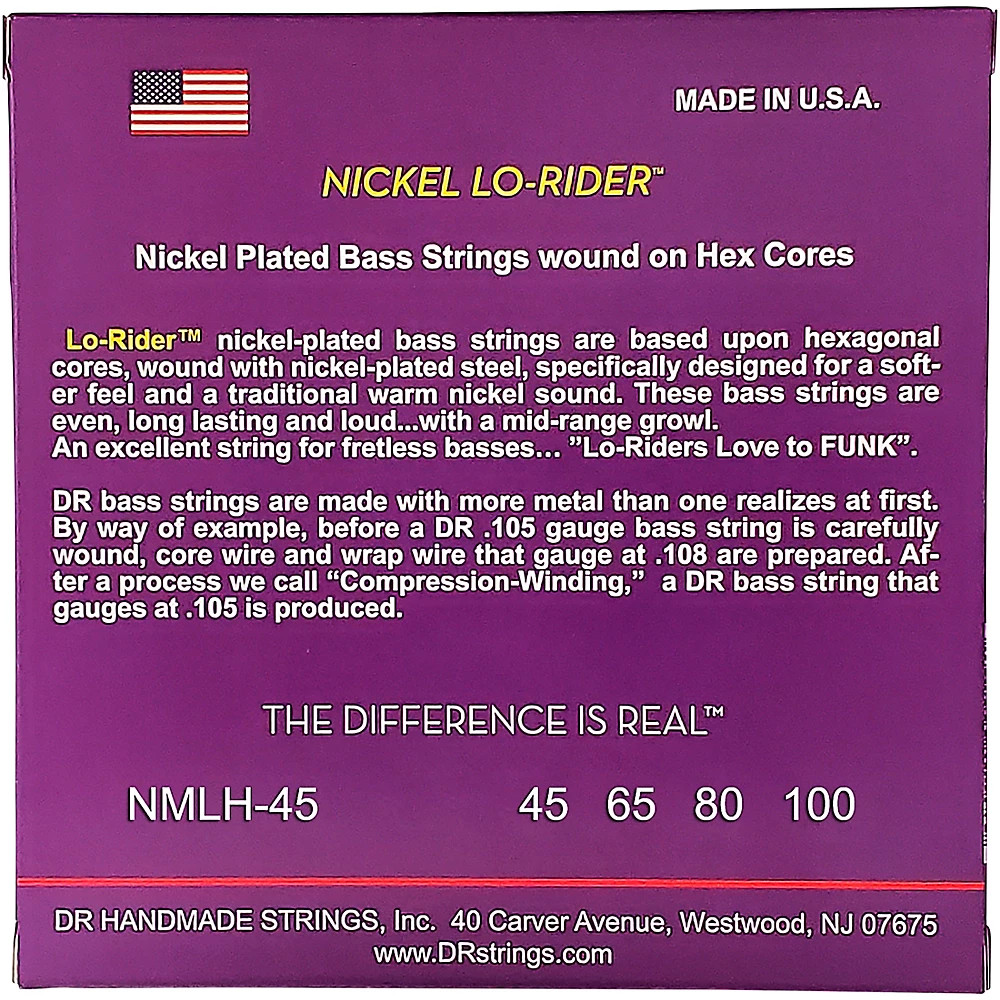 MADE IN U.S.A.
NICKEL LO-RIDER™
Nickel Plated Bass Strings wound on Hex Cores
Lo-Rider™ nickel-plated bass strings are based upon hexagonal
cores, wound with nickel-plated steel, specifically designed for a soft-
er feel and a traditional warm nickel sound. These bass strings are
even, long lasting and loud...with a mid-range growl.
An excellent string for fretless basses... ”Lo-Riders Love to FUNK”.
DR bass strings are made with more metal than one realizes at first.
By way of example, before a DR .105 gauge bass string is carefully
wound, core wire and wrap wire that gauge at .108 are prepared. Af-
ter a process we call “Compression-Winding,” a DR bass string that
gauges at .105 is produced.
THE DIFFERENCE IS REAL™
NMLH-45 45 65 80 100
DR HANDMADE STRINGS, Inc. 40 Carver Avenue, Westwood, NJ 07675
www.DRstrings.com